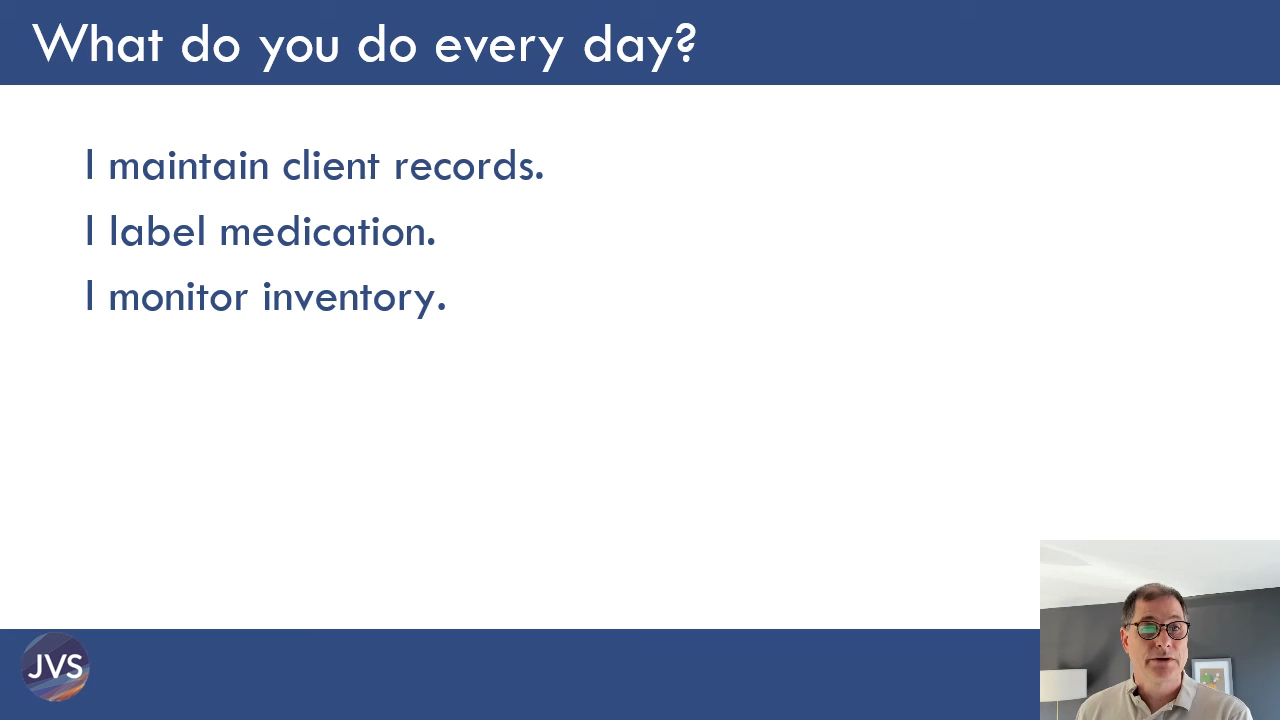 What do you do every day?
I maintain client records.
I label medication.
I monitor inventory.
JVS